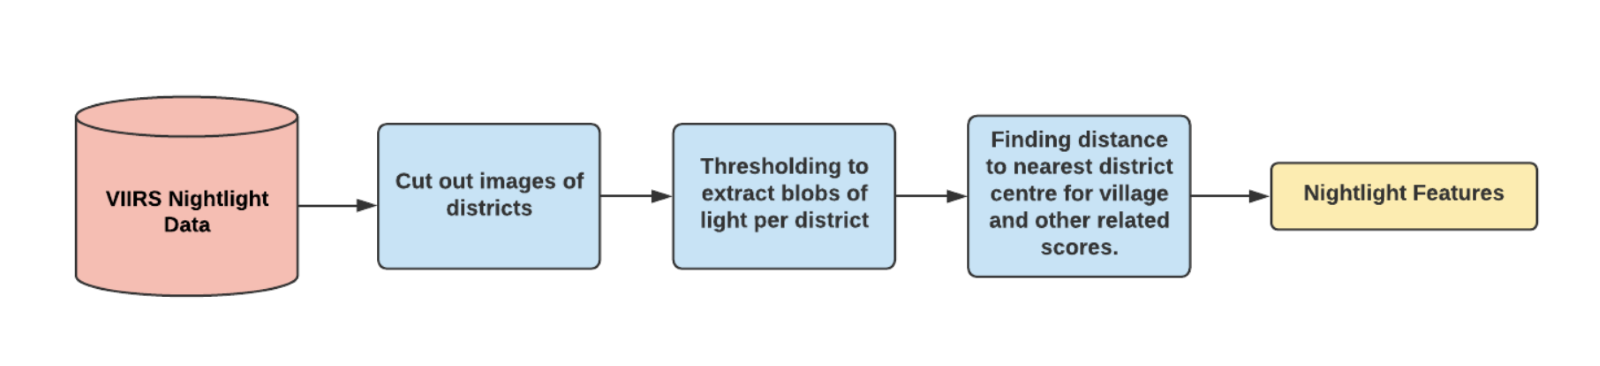 VIIRS Nightlight
Data
Cut out images of
districts
Thresholding to
extract blobs of
light per district
Finding distance
to nearest district
centre for village
and other related
scores.
Nightlight Features